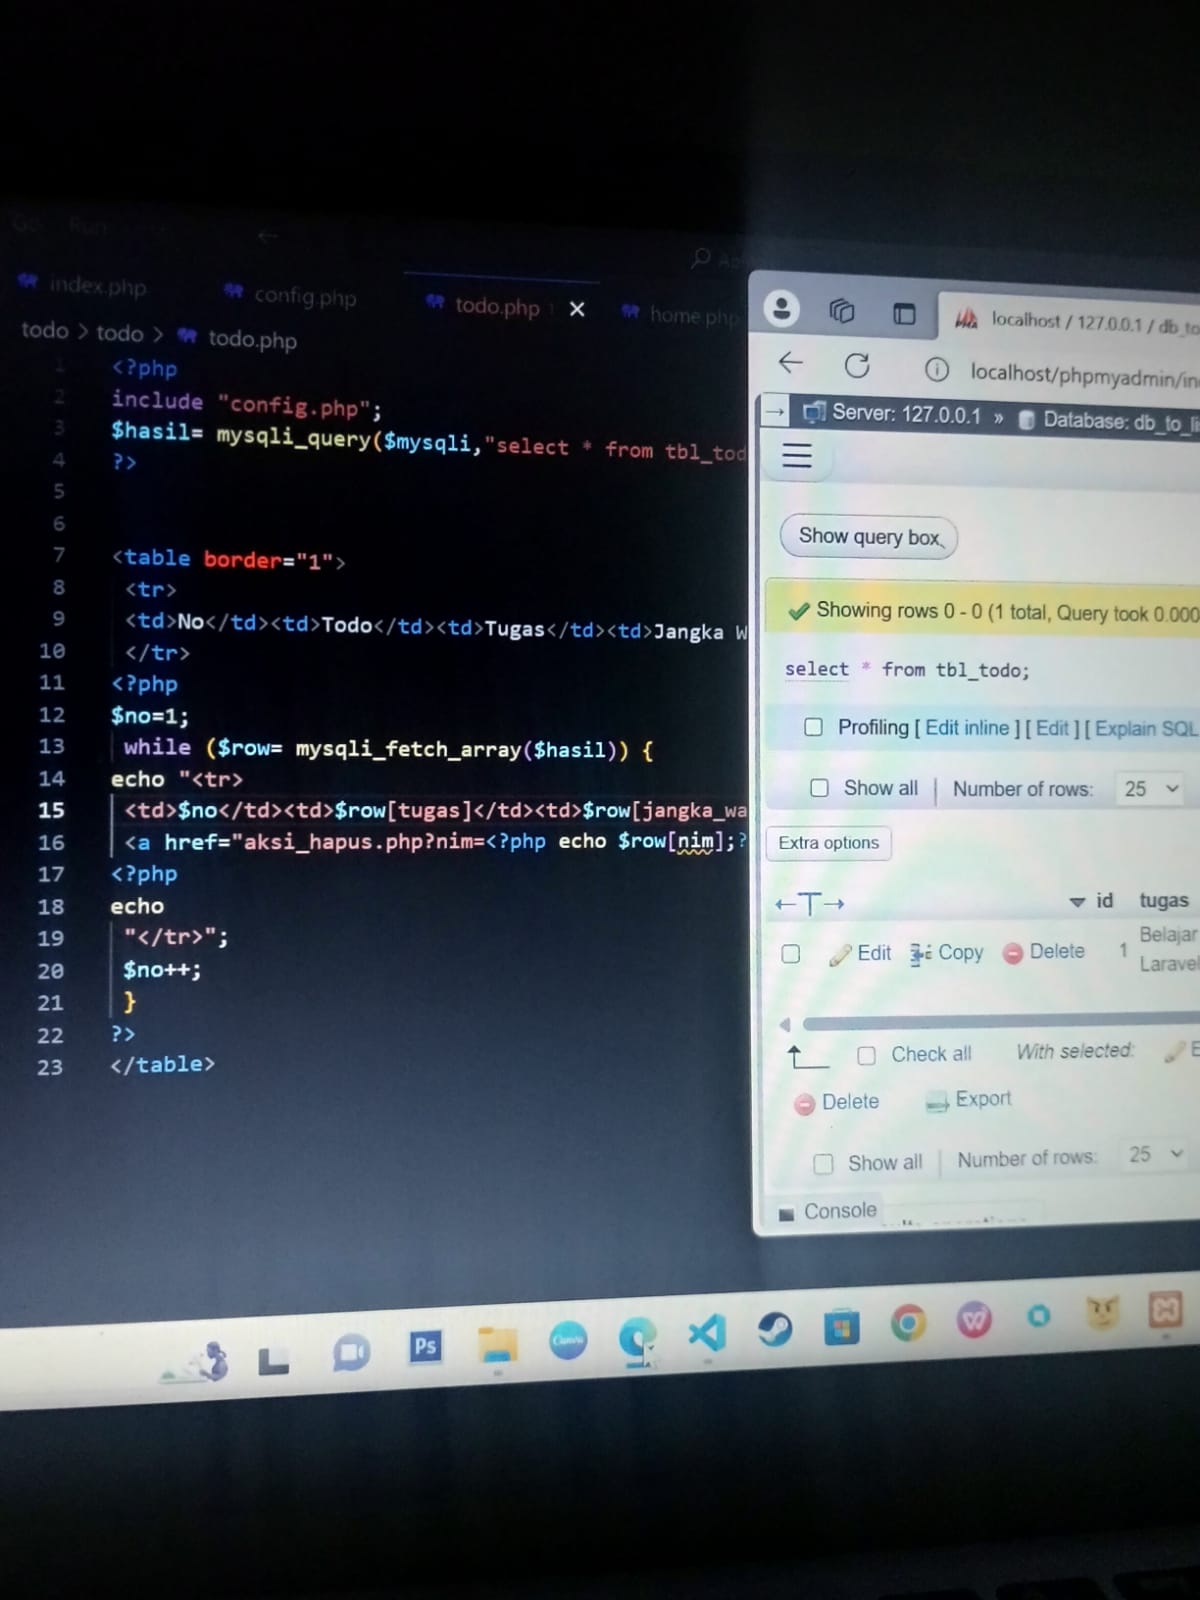 Go Run
index.php
config.php
todo.php 1
home.php
todo > todo > todo.php
1 <?php
2 include "config.php";
3 $hasil= mysqli_query($mysqli,"select * from tbl_tod
4 ?>
5
6
7 <table border="1">
8 <tr>
9 <td>No</td><td>Todo</td><td>Tugas</td><td>Jangka W
10 </tr>
11 <?php
12 $no=1;
13 while ($row= mysqli_fetch_array($hasil)) {
14 echo "<tr>
15 <td>$no</td><td>$row[tugas]</td><td>$row[jangka_wa
16 <a href="aksi_hapus.php?nim=<?php echo $row[nim];?
17 <?php
18 echo
19 "</tr>";
20 $no++;
21 }
22 ?>
23 </table>
localhost / 127.0.0.1 / db_to
localhost/phpmyadmin/in
Server: 127.0.0.1 » Database: db_to_li
Show query box
Showing rows 0 - 0 (1 total, Query took 0.000
select * from tbl_todo;
Profiling [ Edit inline ] [ Edit ] [ Explain SQL
Show all | Number of rows: 25
Extra options
←T→ id tugas
Edit Copy Delete 1 Belajar
Laravel
Check all With selected: E
Delete Export
Show all | Number of rows: 25
Console
Ps
Canva